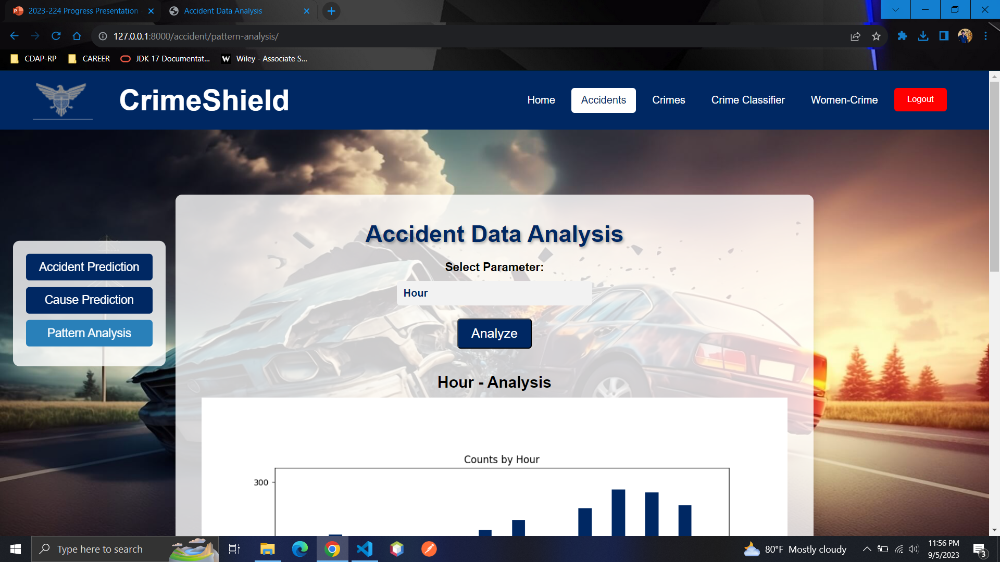 2023-224 Progress Presentation
Accident Data Analysis
127.0.0.1:8000/accident/pattern-analysis/
CDAP-RP
CAREER
JDK 17 Documentat...
W
Wiley - Associate S...
CrimeShield
Home
Accidents
Crimes
Crime Classifier
Women-Crime
Logout
Accident Prediction
Cause Prediction
Pattern Analysis
Accident Data Analysis
Select Parameter:
Hour
Analyze
Hour - Analysis
Counts by Hour
300
Type here to search
80°F Mostly cloudy
11:56 PM
9/5/2023
3